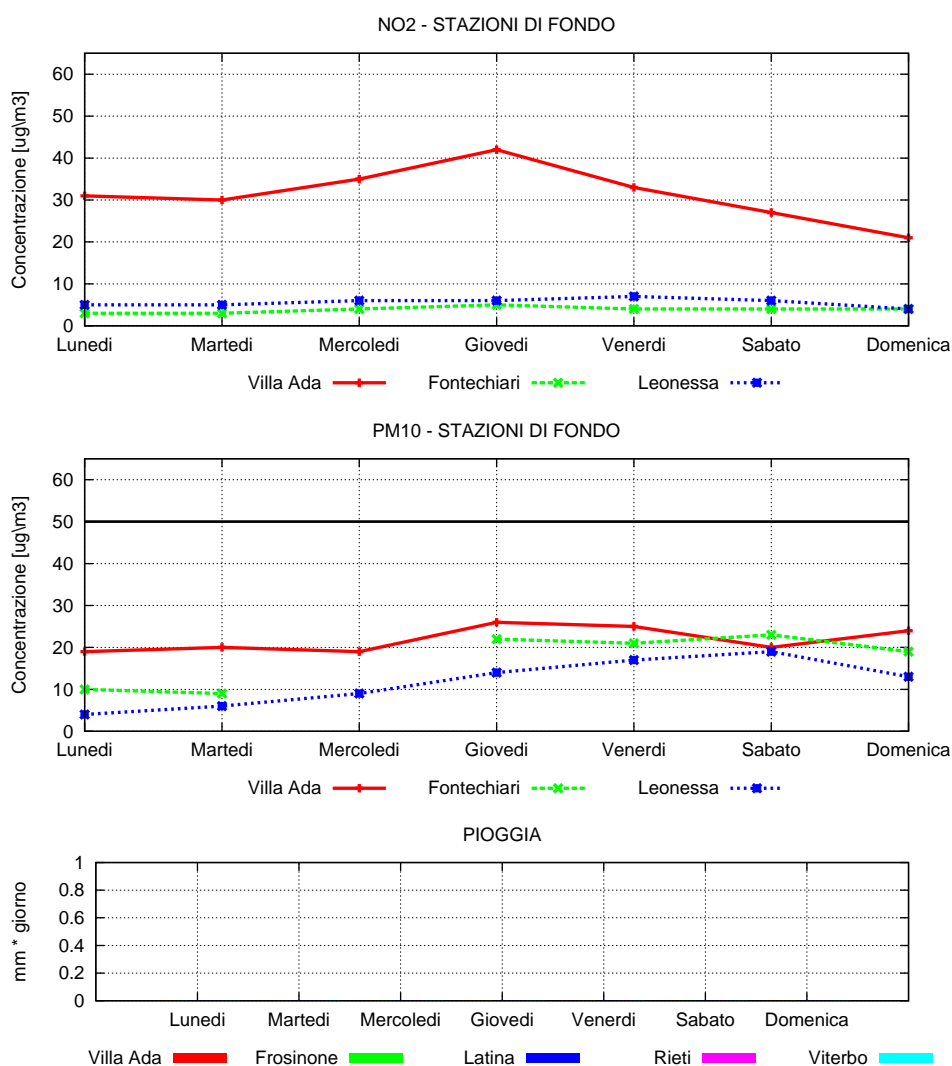 NO2 - STAZIONI DI FONDO
Concentrazione [ug\m3]
60
50
40
30
20
10
0
Lunedi Martedi Mercoledi Giovedi Venerdi Sabato Domenica
Villa Ada Fontechiari Leonessa
PM10 - STAZIONI DI FONDO
Concentrazione [ug\m3]
60
50
40
30
20
10
0
Lunedi Martedi Mercoledi Giovedi Venerdi Sabato Domenica
Villa Ada Fontechiari Leonessa
PIOGGIA
mm * giorno
1
0.8
0.6
0.4
0.2
0
Lunedi Martedi Mercoledi Giovedi Venerdi Sabato Domenica
Villa Ada Frosinone Latina Rieti Viterbo